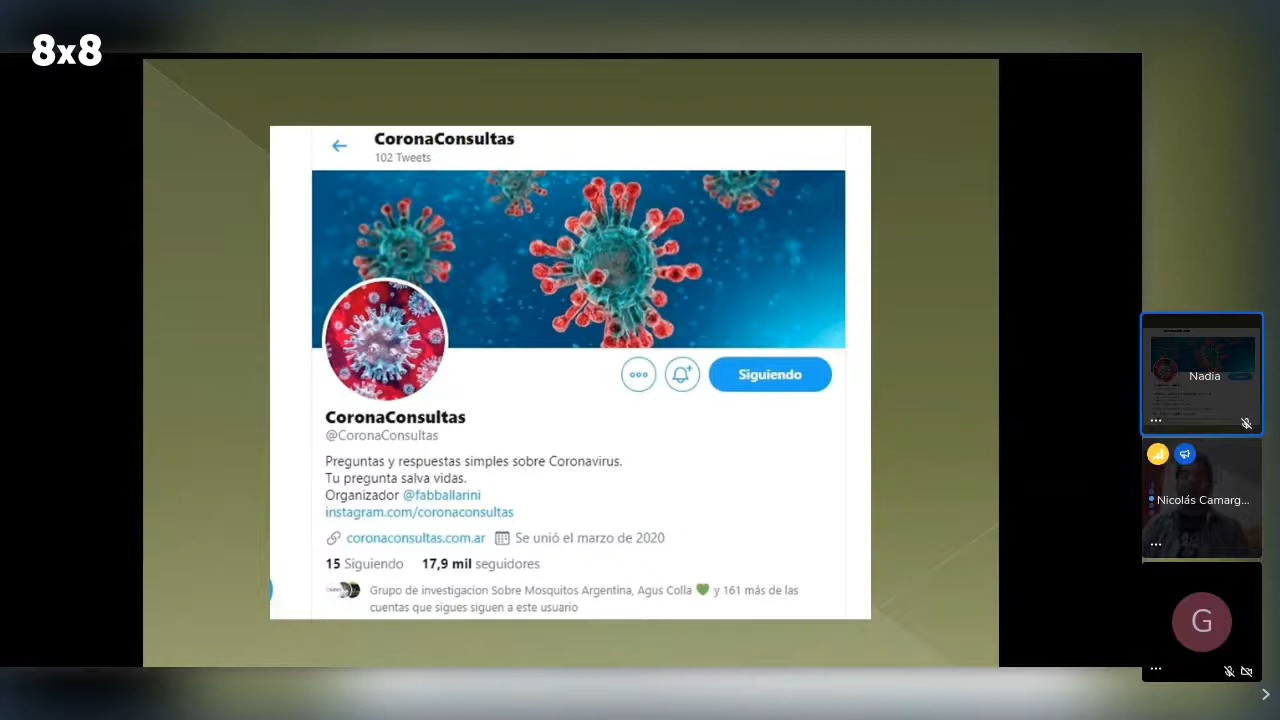 8x8
CoronaConsultas
102 Tweets
Siguiendo
CoronaConsultas
@CoronaConsultas
Preguntas y respuestas simples sobre Coronavirus.
Tu pregunta salva vidas.
Organizador @fabballarini
instagram.com/coronaconsultas
coronaconsultas.com.ar Se unió el marzo de 2020
15 Siguiendo 17,9 mil seguidores
Grupo de investigacion Sobre Mosquitos Argentina, Agus Colla 💚 y 161 más de las
cuentas que sigues siguen a este usuario
Nadia
Nicolás Camarg...
G